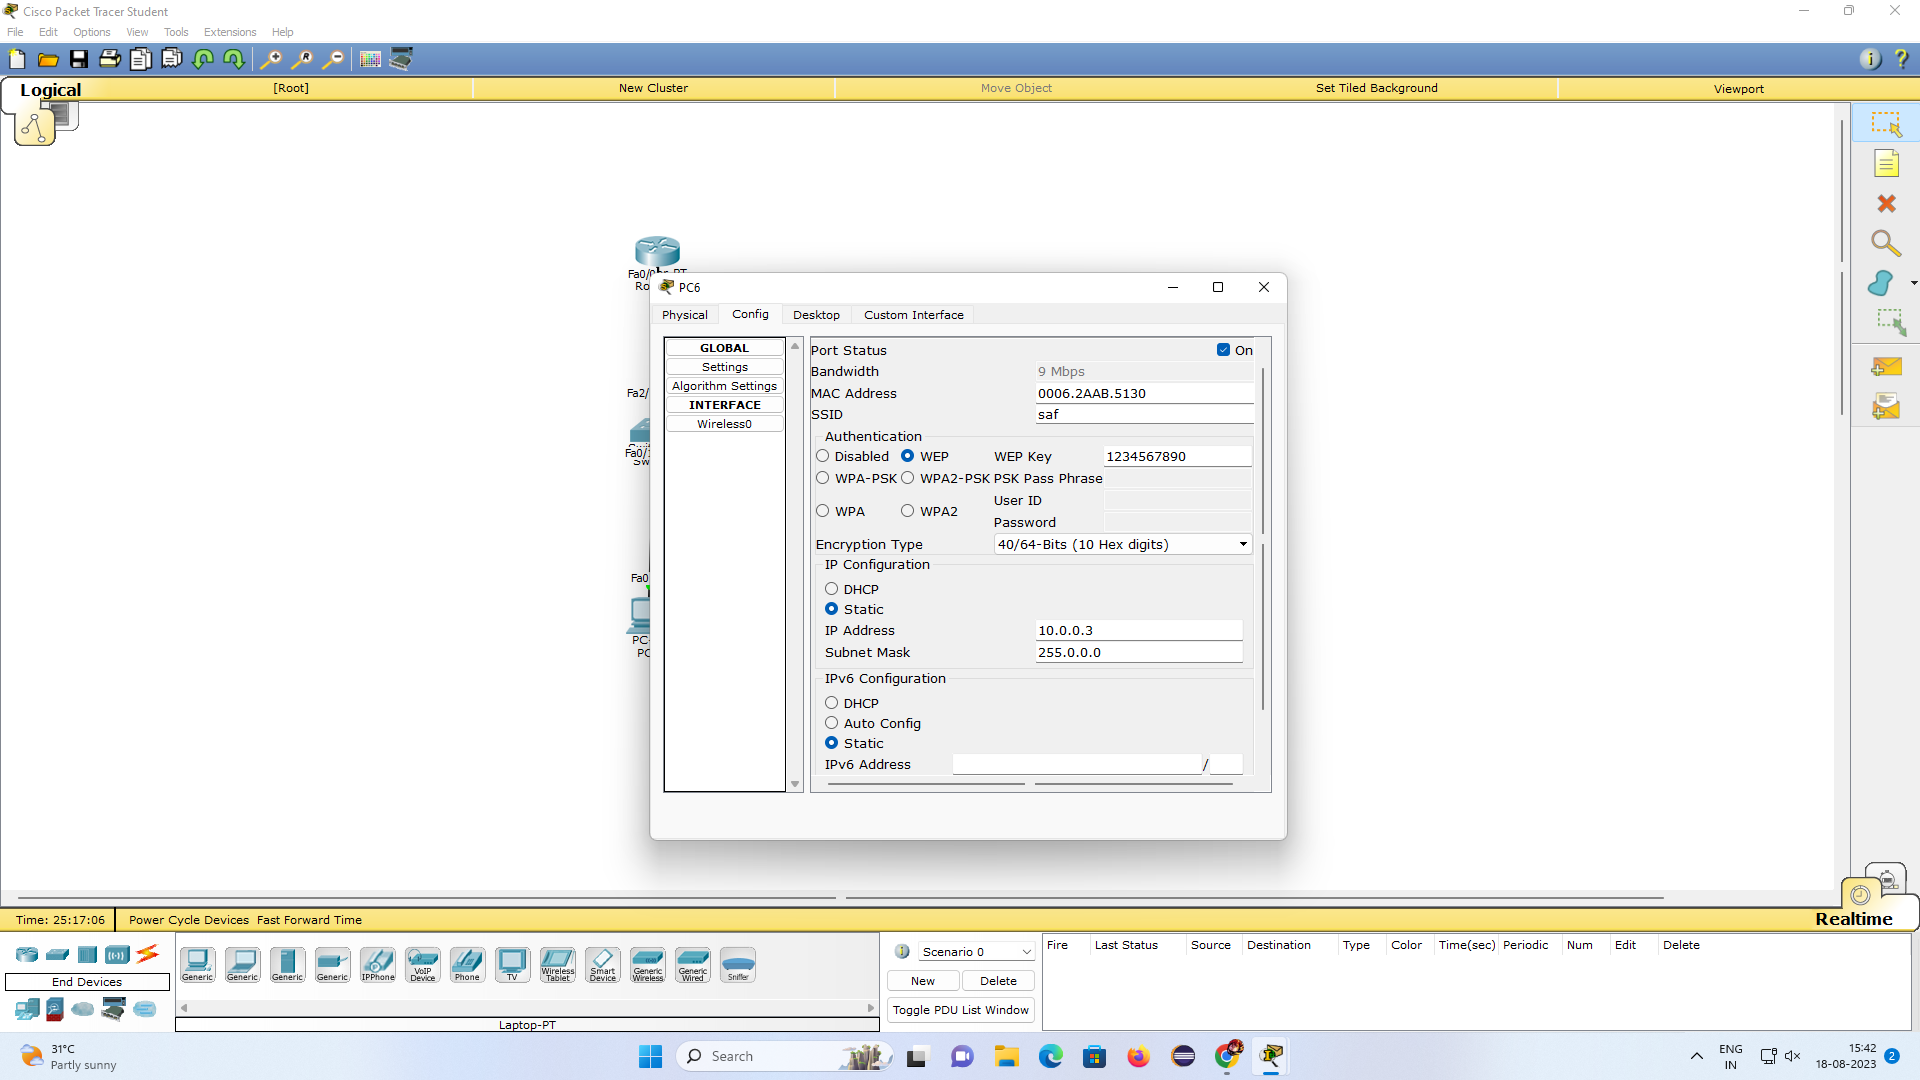 Cisco Packet Tracer Student
File Edit Options View Tools Extensions Help
Logical [Root] New Cluster Move Object Set Tiled Background Viewport
Fa0/0
PC6
Physical Config Desktop Custom Interface
GLOBAL
Settings
Algorithm Settings
INTERFACE
Wireless0
Port Status On
Bandwidth 9 Mbps
MAC Address 0006.2AAB.5130
SSID saf
Authentication
Disabled WEP WEP Key 1234567890
WPA-PSK WPA2-PSK PSK Pass Phrase
User ID
WPA WPA2
Password
Encryption Type 40/64-Bits (10 Hex digits)
IP Configuration
DHCP
Static
IP Address 10.0.0.3
Subnet Mask 255.0.0.0
IPv6 Configuration
DHCP
Auto Config
Static
IPv6 Address /
Fa2/
Fa0/
Fa0
PC-
PC
Time: 25:17:06 Power Cycle Devices Fast Forward Time Realtime
End Devices
Generic Generic Generic Generic IPPhone VoIP Device Phone TV Wireless Tablet Smart Device Generic Wireless Generic Wired Sniffer
Laptop-PT
Scenario 0
New Delete
Toggle PDU List Window
Fire Last Status Source Destination Type Color Time(sec) Periodic Num Edit Delete
31°C
Partly sunny
Search
ENG
IN
15:42
18-08-2023
2